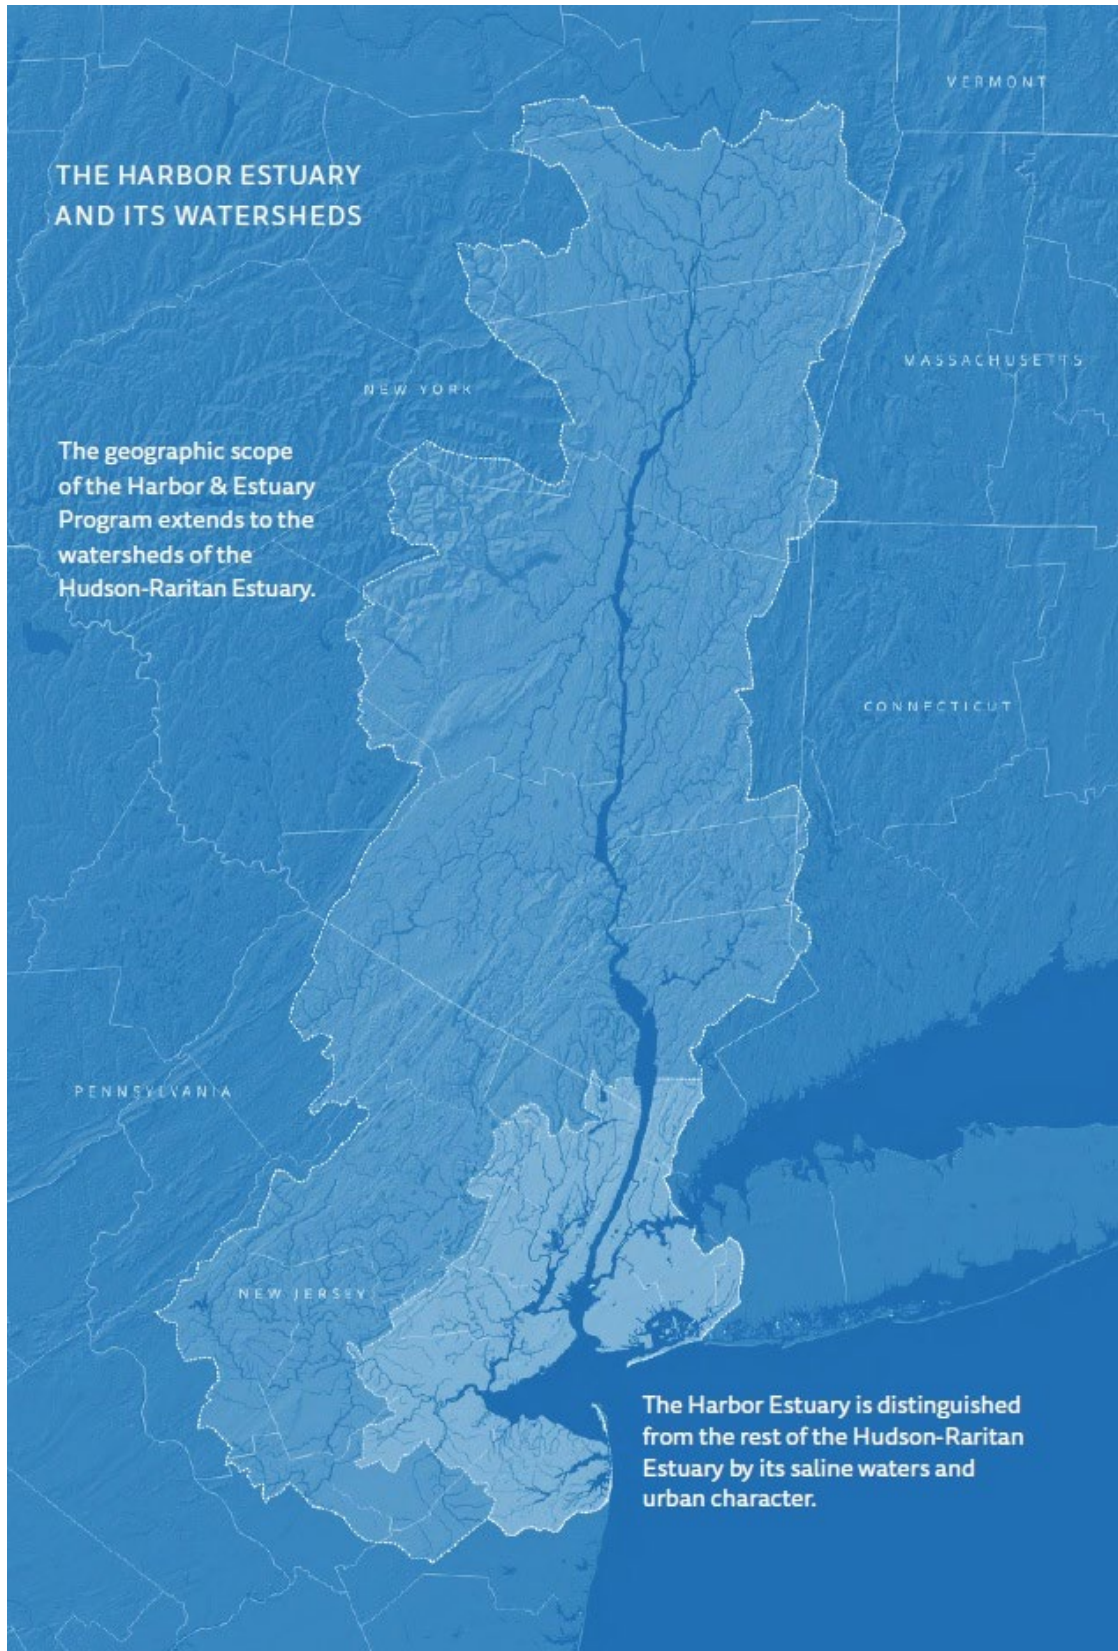 VERMONT
THE HARBOR ESTUARY
AND ITS WATERSHEDS
MASSACHUSETTS
NEW YORK
The geographic scope
of the Harbor & Estuary
Program extends to the
watersheds of the
Hudson-Raritan Estuary.
CONNECTICUT
PENNSYLVANIA
NEW JERSEY
The Harbor Estuary is distinguished
from the rest of the Hudson-Raritan
Estuary by its saline waters and
urban character.